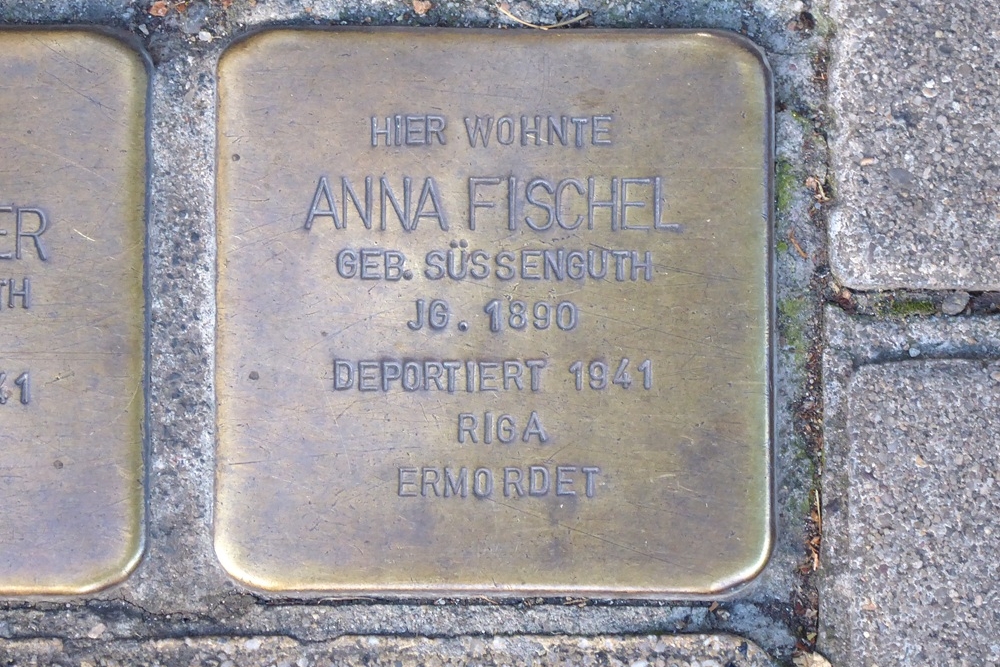 HIER WOHNTE
ANNA FISCHEL
GEB. SÜSSENGUTH
JG. 1890
DEPORTIERT 1941
RIGA
ERMORDET